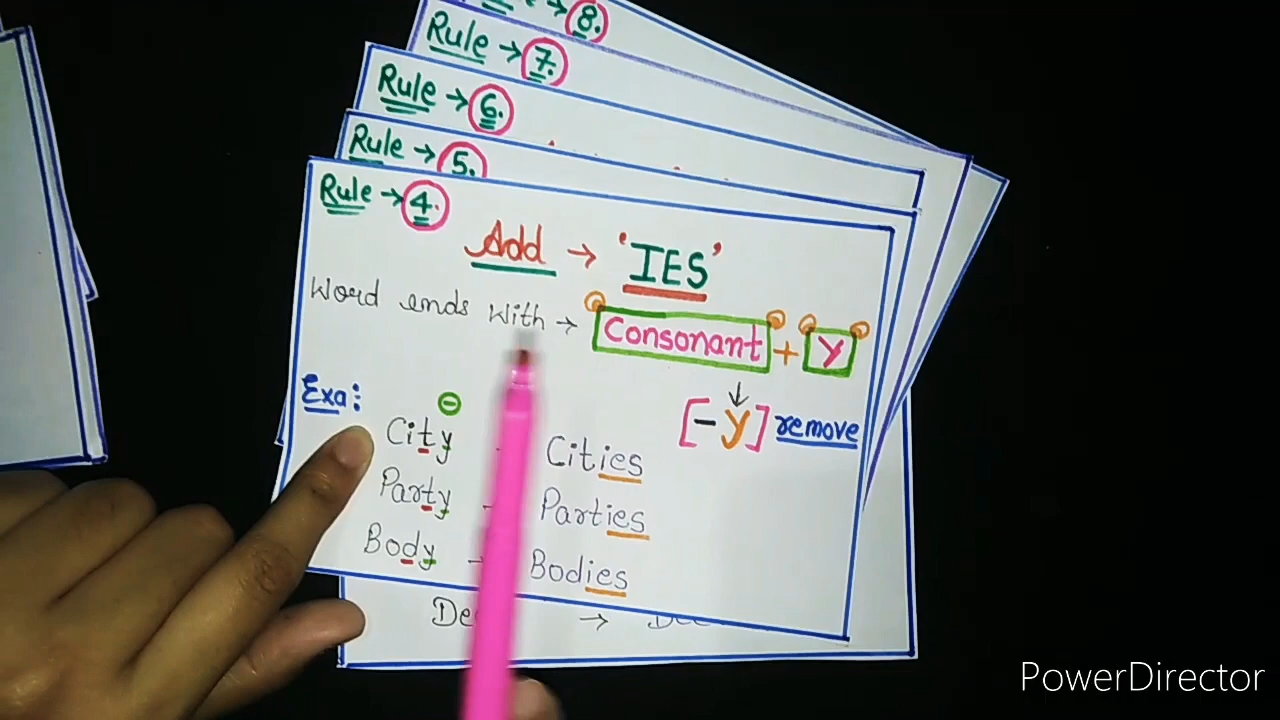 8.
Rule → 7.
Rule → 6.
Rule → 5.
Rule → 4.
Add → 'IES'
Word ends with → Consonant + y
[-y] remove
Exa:
City - Cities
Party - Parties
Body → Bodies
→
PowerDirector